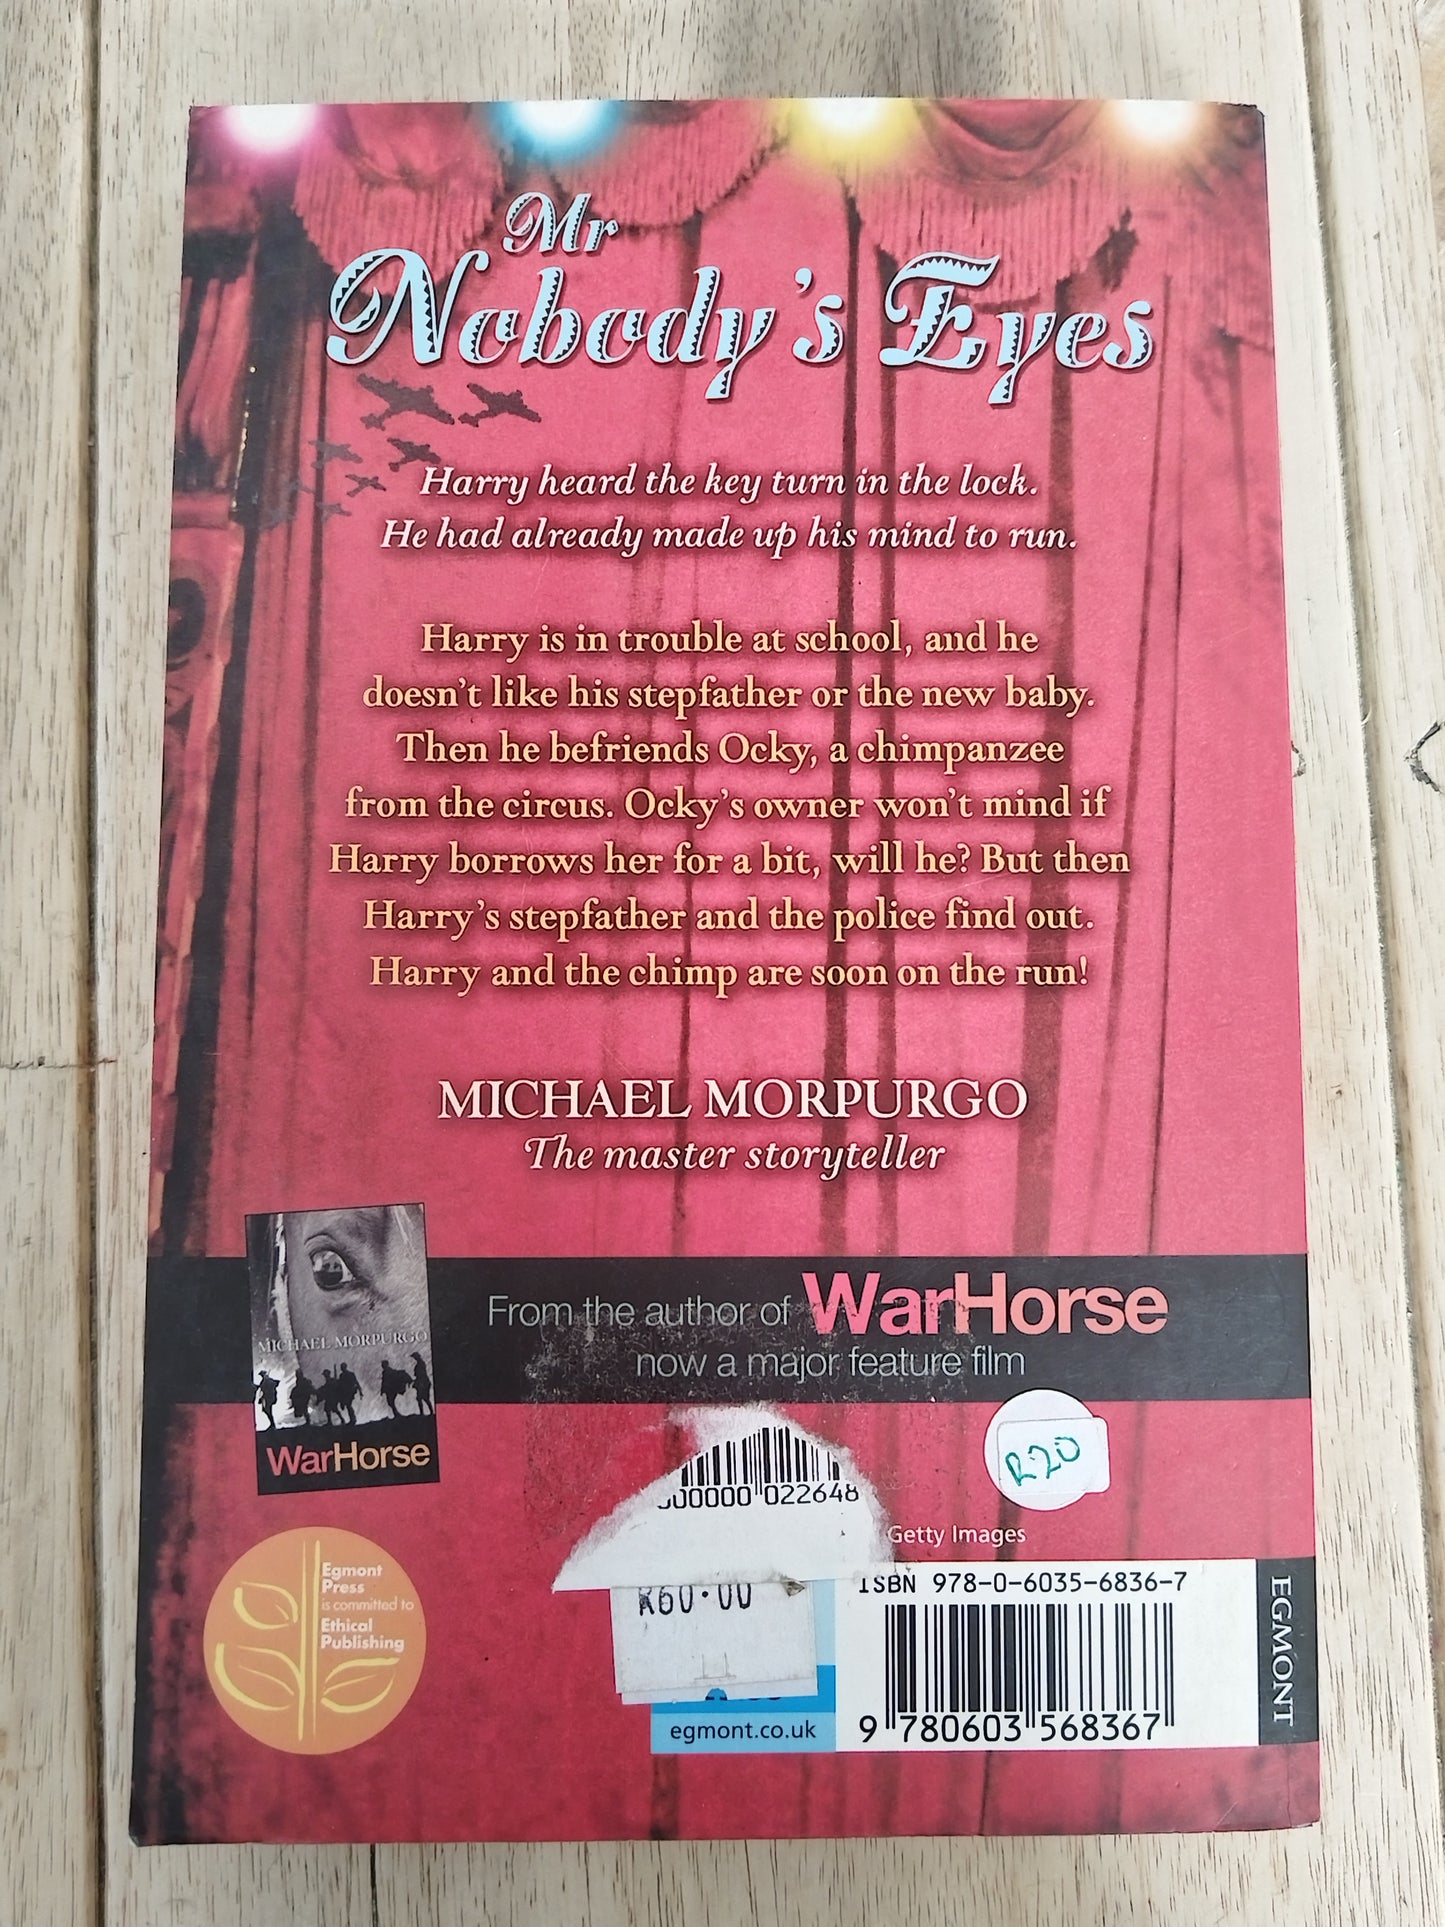 Mr
Nobody's Eyes
Harry heard the key turn in the lock.
He had already made up his mind to run.
Harry is in trouble at school, and he
doesn't like his stepfather or the new baby.
Then he befriends Ocky, a chimpanzee
from the circus. Ocky's owner won't mind if
Harry borrows her for a bit, will he? But then
Harry's stepfather and the police find out.
Harry and the chimp are soon on the run!
MICHAEL MORPURGO
The master storyteller
MICHAEL MORPURGO
WarHorse
From the author of WarHorse
now a major feature film
R20
022648
Getty Images
Egmont
Press
is committed to
Ethical
Publishing
R60.00
egmont.co.uk
ISBN 978-0-6035-6836-7
9 780603 568367
EGMONT